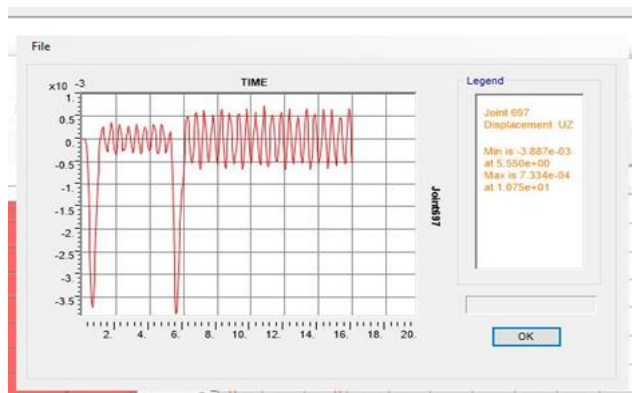 File
x10 -3
TIME
1.
0.5
0.
-0.5
-1.
-1.5
-2.
-2.5
-3.
-3.5
2. 4. 6. 8. 10. 12. 14. 16. 18. 20.
Joint697
Legend
Joint 697
Displacement UZ
Min is -3.887e-03
at 5.550e+00
Max is 7.334e-04
at 1.075e+01
OK